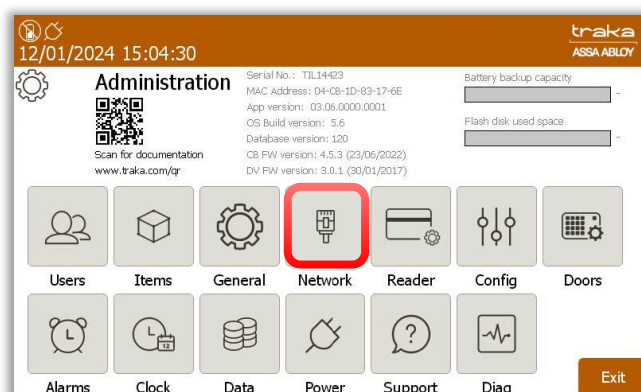 traka
12/01/2024 15:04:30
ASSA ABLOY
Administration
Serial No.: TIL14423
MAC Address: 04-CB-1D-83-17-6E
App version: 03.06.0000.0001
OS Build version: 5.6
Database version: 120
CB FW version: 4.5.3 (23/06/2022)
DV FW version: 3.0.1 (30/01/2017)
Battery backup capacity
-
Flash disk used space
-
Scan for documentation
www.traka.com/qr
Users
Items
General
Network
Reader
Config
Doors
12
?
Alarms
Clock
Data
Power
Support
Diag
Exit